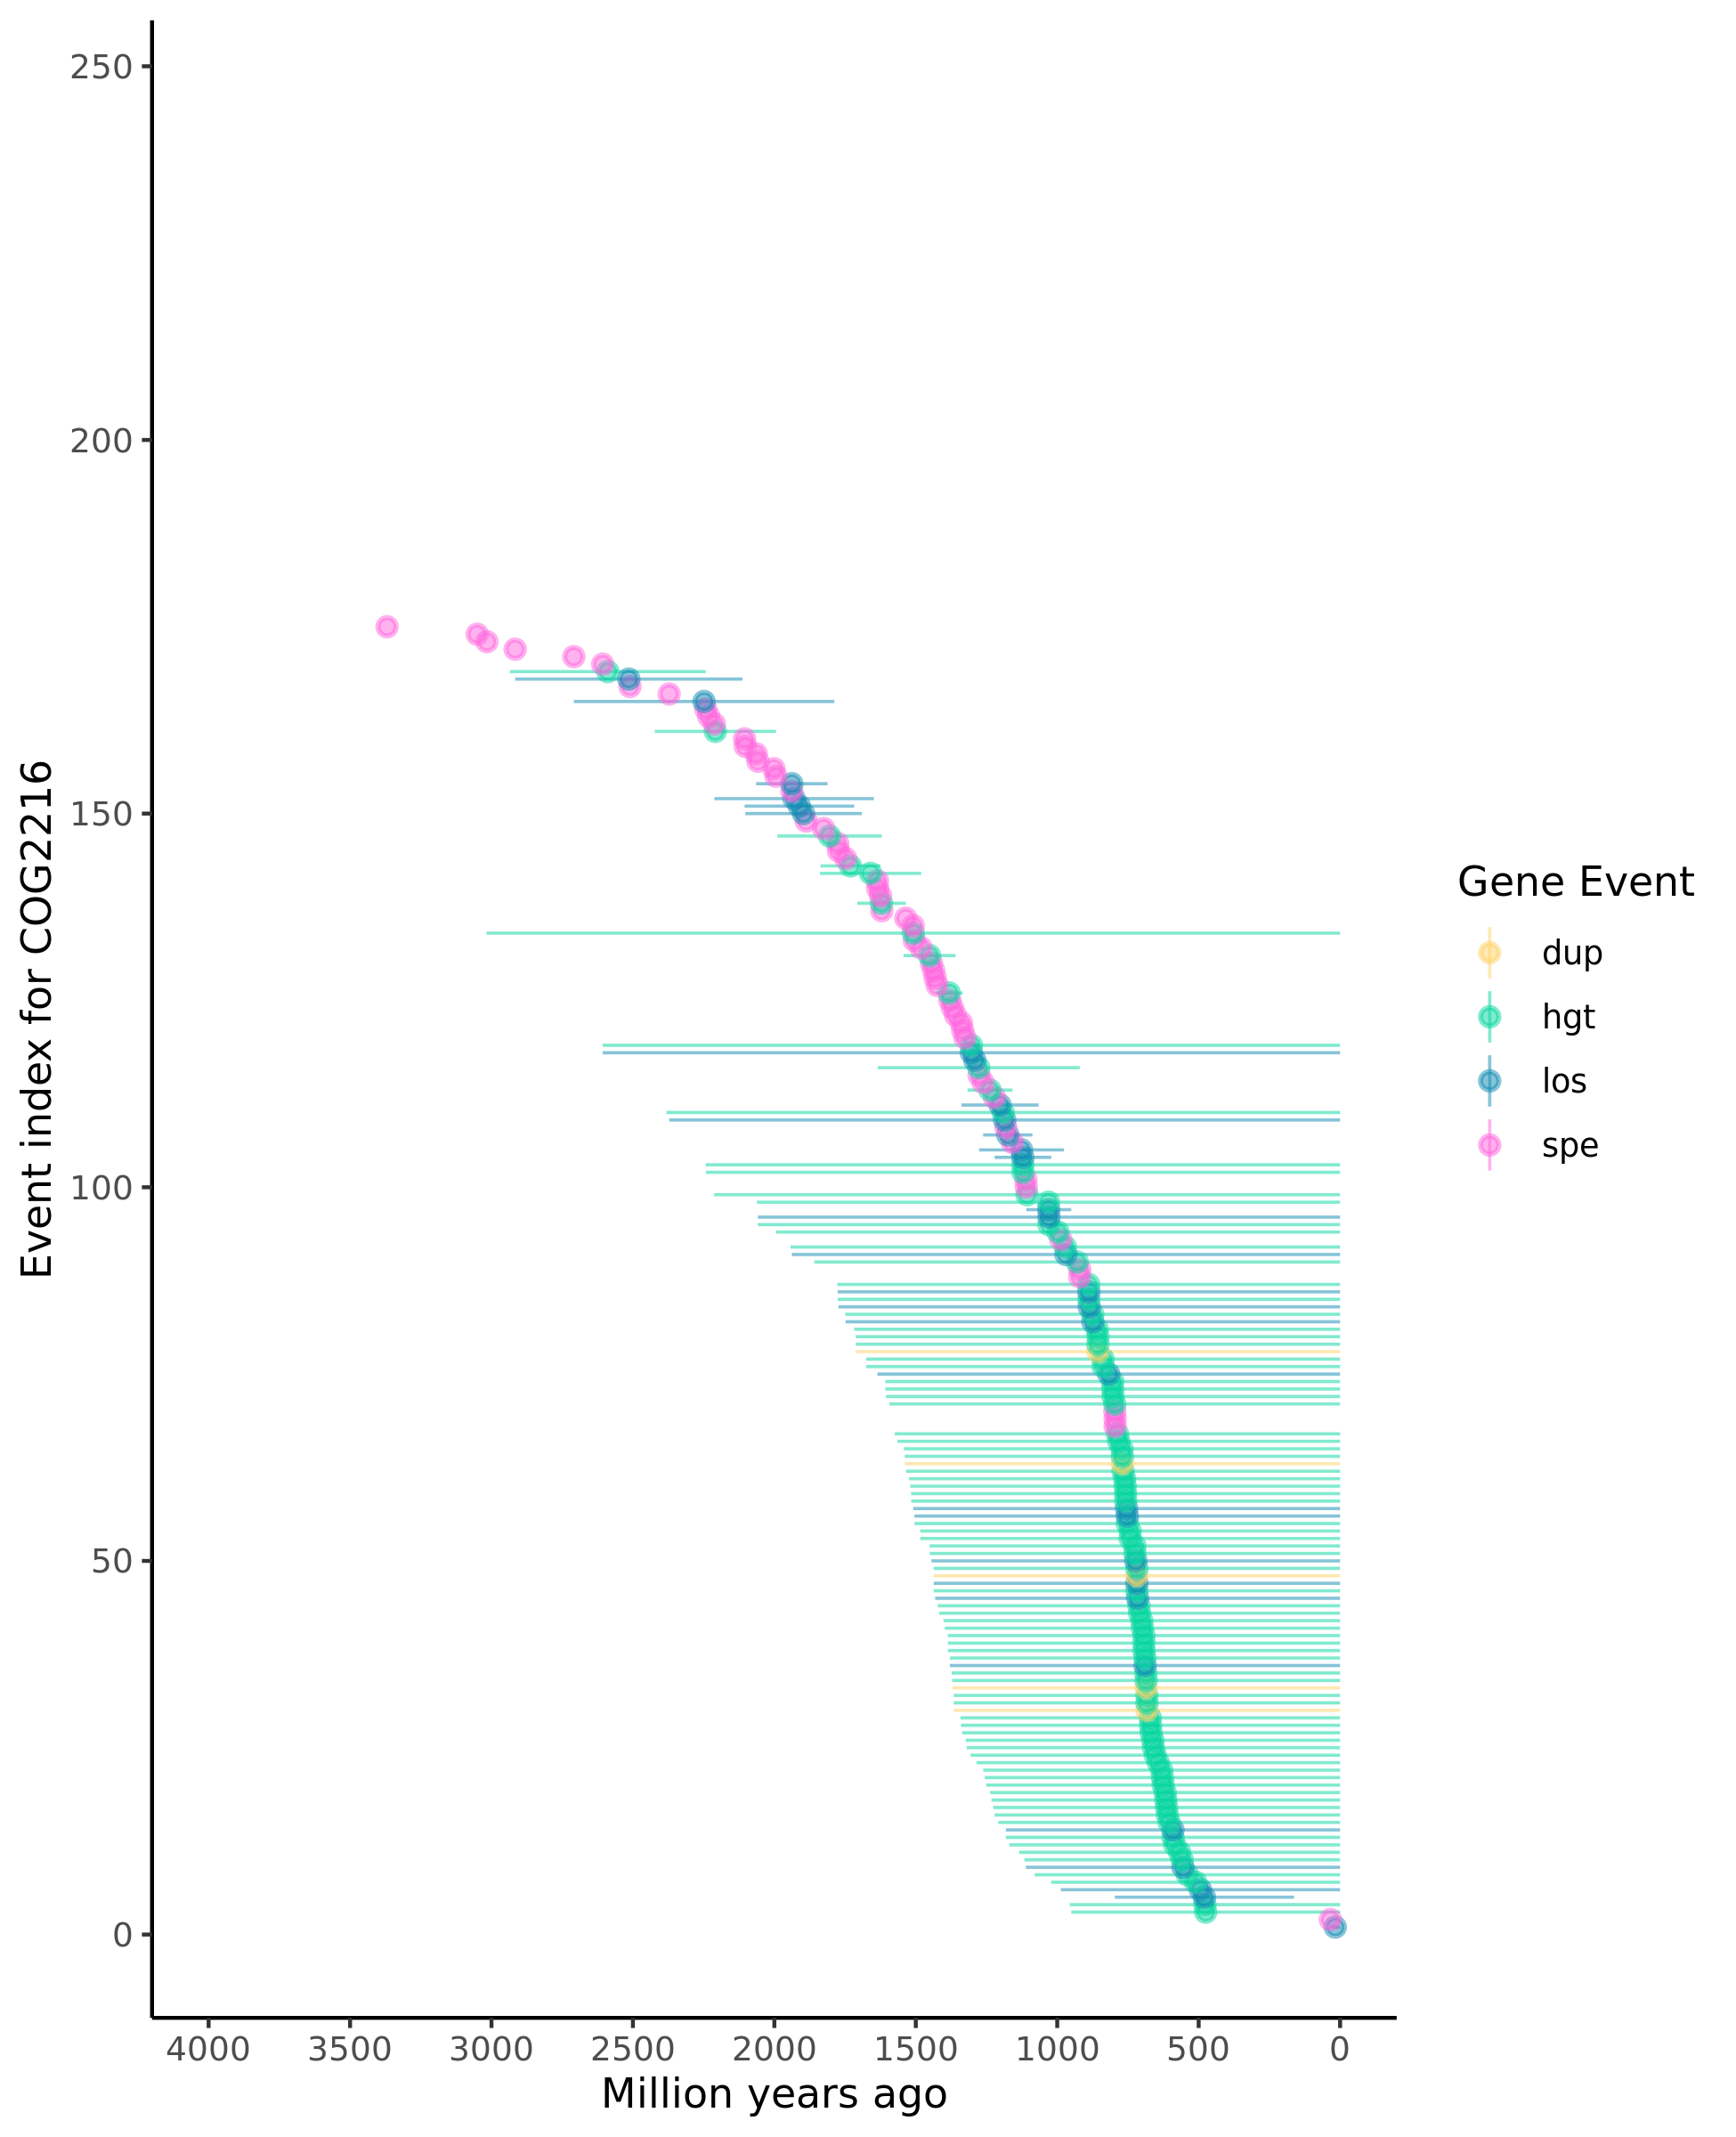 250
200
150
100
50
0
Event index for COG2216
4000 3500 3000 2500 2000 1500 1000 500 0
Million years ago
Gene Event
dup
hgt
los
spe